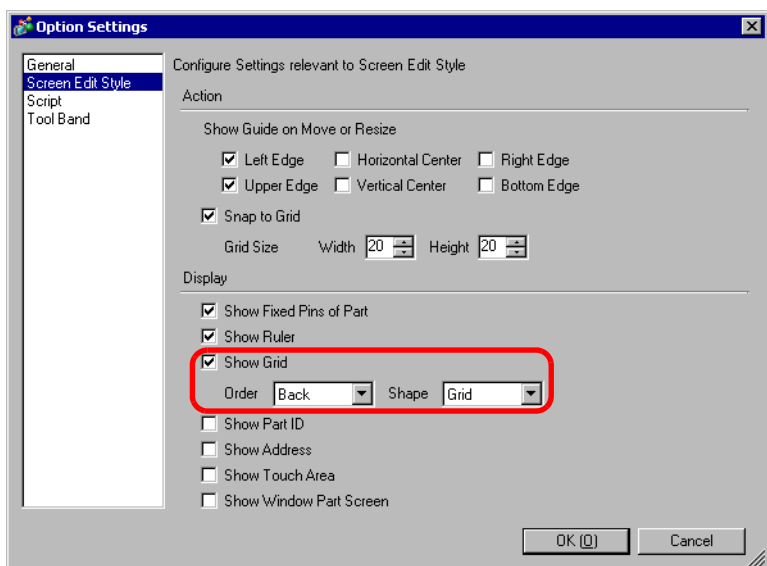 Option Settings
General
Screen Edit Style
Script
Tool Band
Configure Settings relevant to Screen Edit Style
Action
Show Guide on Move or Resize
Left Edge Horizontal Center Right Edge
Upper Edge Vertical Center Bottom Edge
Snap to Grid
Grid Size Width 20 Height 20
Display
Show Fixed Pins of Part
Show Ruler
Show Grid
Order Back Shape Grid
Show Part ID
Show Address
Show Touch Area
Show Window Part Screen
OK (O) Cancel